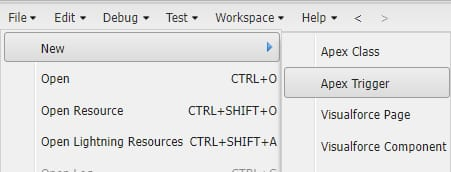 File Edit Debug Test Workspace Help < >
New
Apex Class
Open CTRL+O
Apex Trigger
Open Resource CTRL+SHIFT+O
Visualforce Page
Open Lightning Resources CTRL+SHIFT+A
Visualforce Component